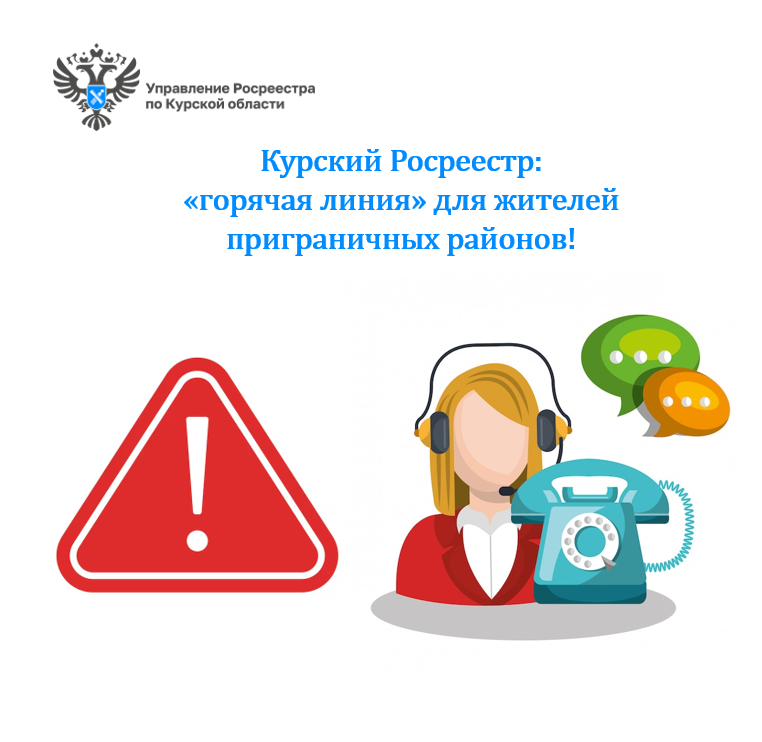 Управление Росреестра
по Курской области
Курский Росреестр:
«горячая линия» для жителей
приграничных районов!